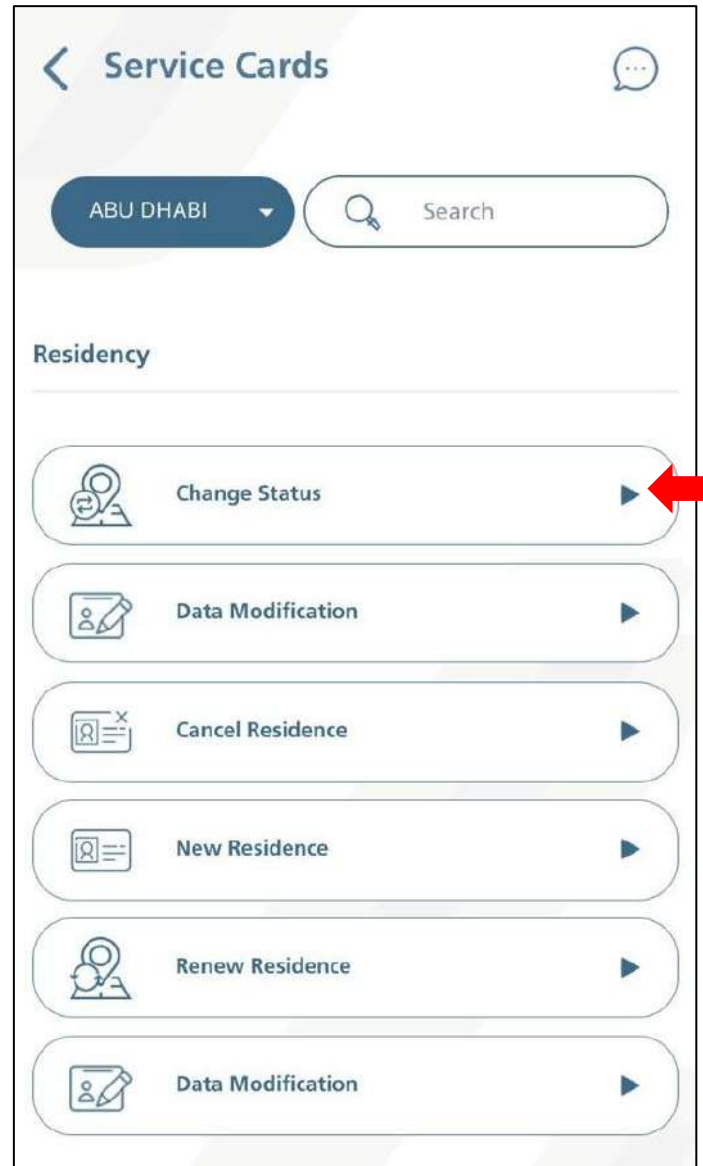 Service Cards
ABU DHABI
Search
Residency
Change Status
Data Modification
Cancel Residence
New Residence
Renew Residence
Data Modification